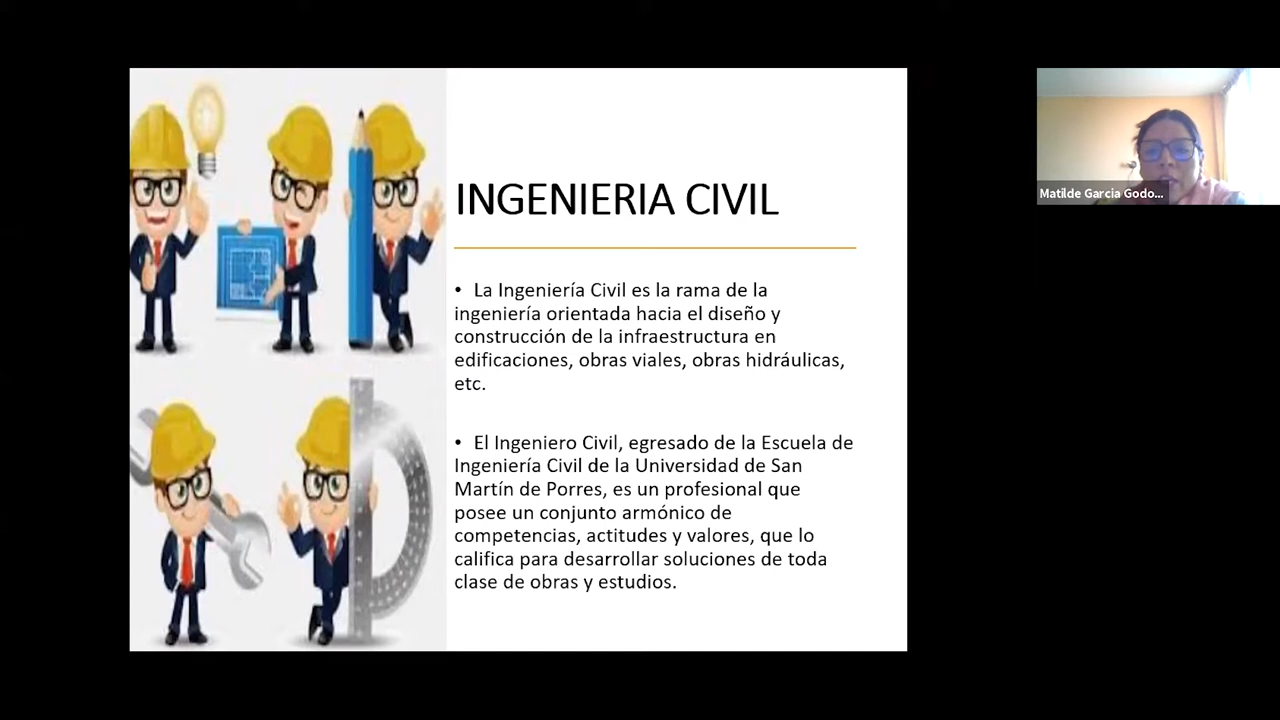 INGENIERIA CIVIL
• La Ingeniería Civil es la rama de la
ingeniería orientada hacia el diseño y
construcción de la infraestructura en
edificaciones, obras viales, obras hidráulicas,
etc.
• El Ingeniero Civil, egresado de la Escuela de
Ingeniería Civil de la Universidad de San
Martín de Porres, es un profesional que
posee un conjunto armónico de
competencias, actitudes y valores, que lo
califica para desarrollar soluciones de toda
clase de obras y estudios.
Matilde Garcia Godo...